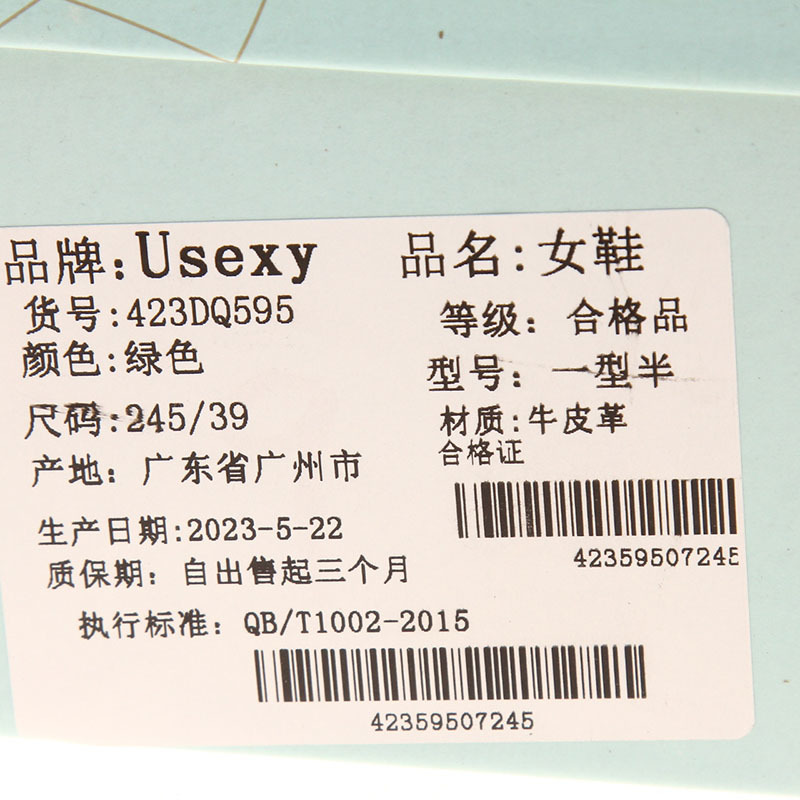 品牌:Usexy 品名:女鞋
货号:423DQ595 等级: 合格品
颜色:绿色 型号: 一型半
尺码:245/39 材质:牛皮革
合格证
产地: 广东省广州市
生产日期:2023-5-22
42359507245
质保期: 自出售起三个月
执行标准: QB/T1002-2015
42359507245